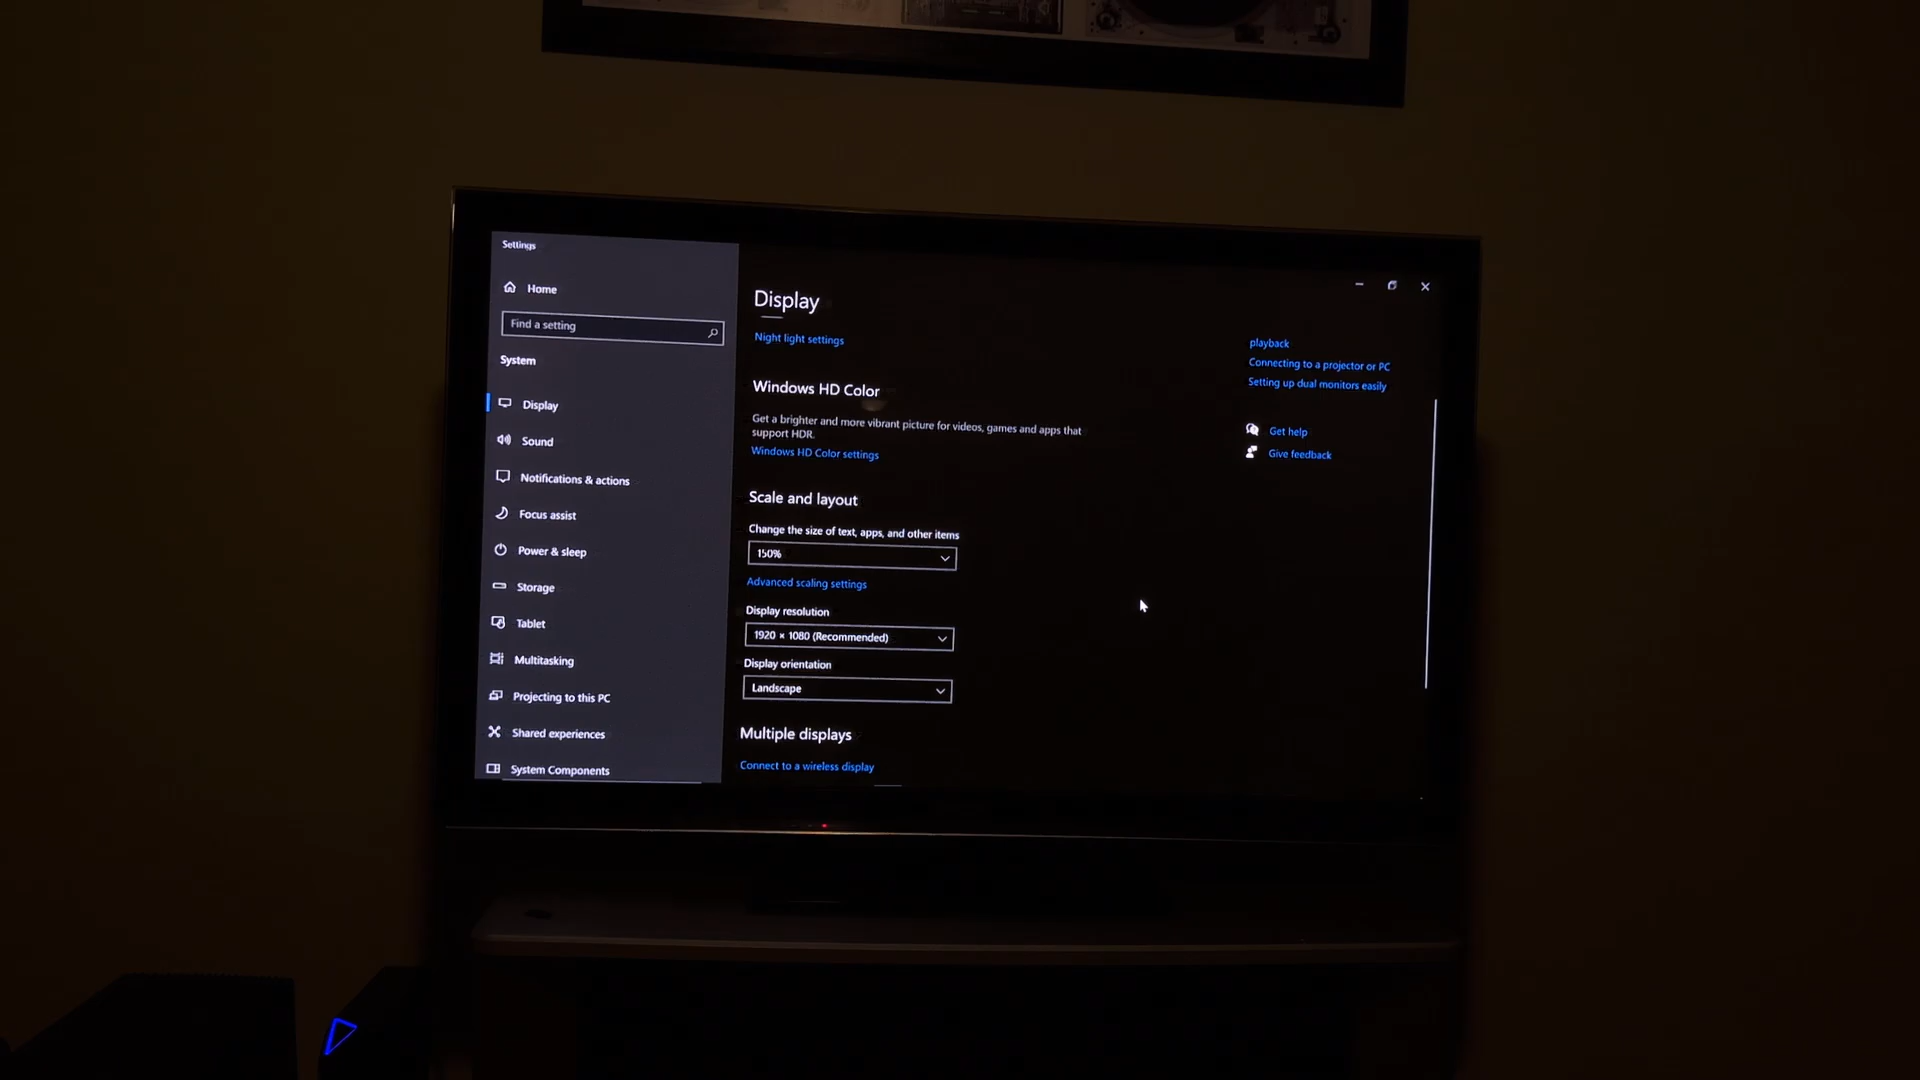 Settings
Home
Find a setting
System
Display
Sound
Notifications & actions
Focus assist
Power & sleep
Storage
Tablet
Multitasking
Projecting to this PC
Shared experiences
System Components
Display
Night light settings
Windows HD Color
Get a brighter and more vibrant picture for videos, games and apps that
support HDR.
Windows HD Color settings
Scale and layout
Change the size of text, apps, and other items
150%
Advanced scaling settings
Display resolution
1920 × 1080 (Recommended)
Display orientation
Landscape
Multiple displays
Connect to a wireless display
playback
Connecting to a projector or PC
Setting up dual monitors easily
Get help
Give feedback